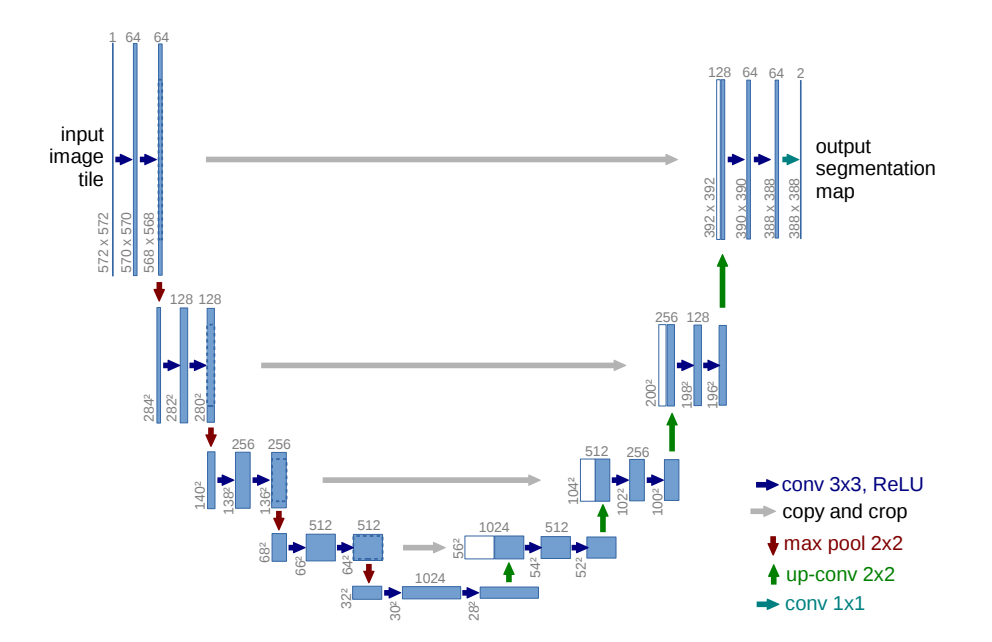 1 64 64
input
image
tile
572 x 572
570 x 570
568 x 568
128 64 64 2
output
segmentation
map
392 x 392
390 x 390
388 x 388
388 x 388
128 128
284²
282²
280²
256 128
200²
198²
196²
256 256
140²
138²
136²
512 256
104²
102²
100²
512 512
68²
66²
64²
1024 512
56²
54²
52²
1024
32²
30²
28²
conv 3x3, ReLU
copy and crop
max pool 2x2
up-conv 2x2
conv 1x1